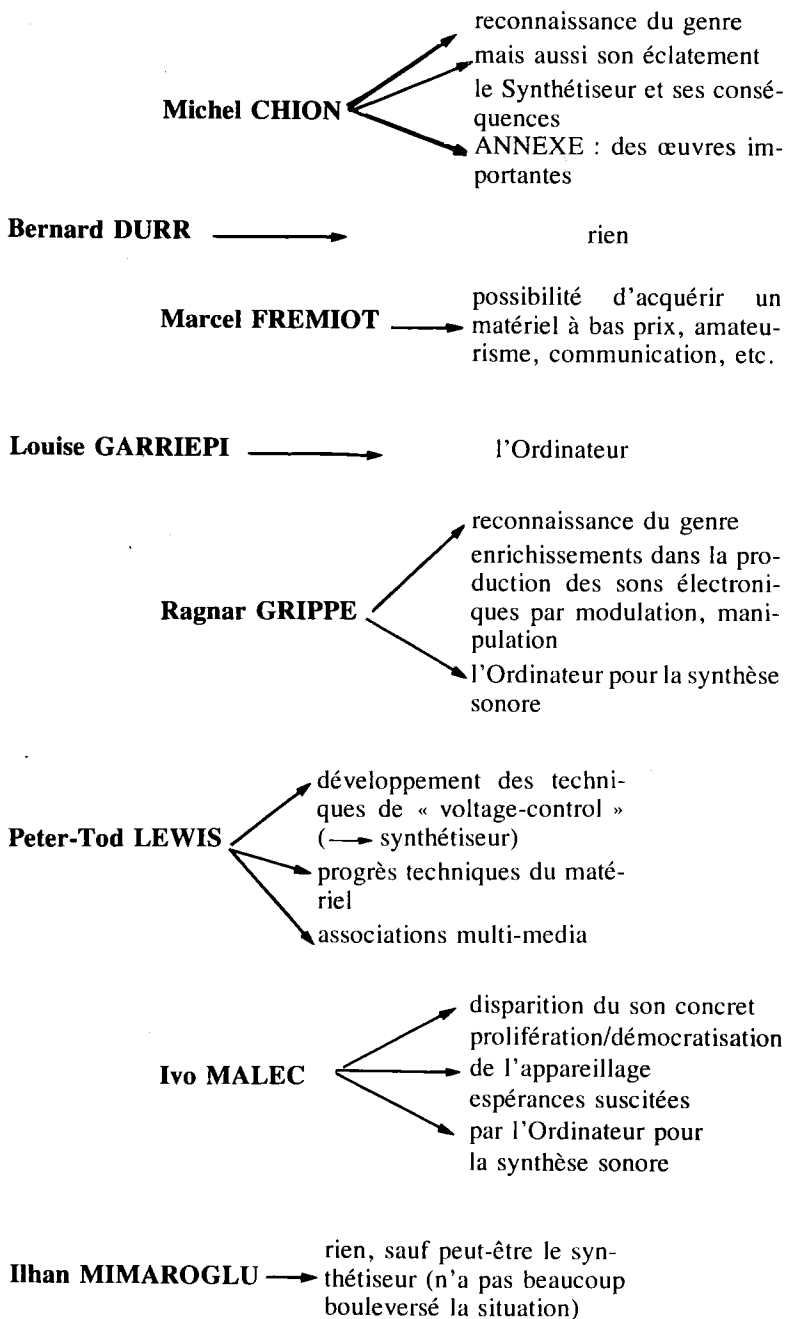 reconnaissance du genre
mais aussi son éclatement
le Synthétiseur et ses consé-
quences
Michel CHION
ANNEXE : des œuvres im-
portantes
Bernard DURR
rien
possibilité d'acquérir un
Marcel FREMIOT
matériel à bas prix, amateu-
risme, communication, etc.
Louise GARRIEPI
l'Ordinateur
reconnaissance du genre
enrichissements dans la pro-
duction des sons électroni-
ques par modulation, mani-
pulation
Ragnar GRIPPE
l'Ordinateur pour la synthèse
sonore
développement des techni-
ques de « voltage-control »
Peter-Tod LEWIS
(→ synthétiseur)
progrès techniques du maté-
riel
associations multi-media
disparition du son concret
prolifération/démocratisation
Ivo MALEC
de l'appareillage
espérances suscitées
par l'Ordinateur pour
la synthèse sonore
rien, sauf peut-être le syn-
Ilhan MIMAROGLU
thétiseur (n'a pas beaucoup
bouleversé la situation)